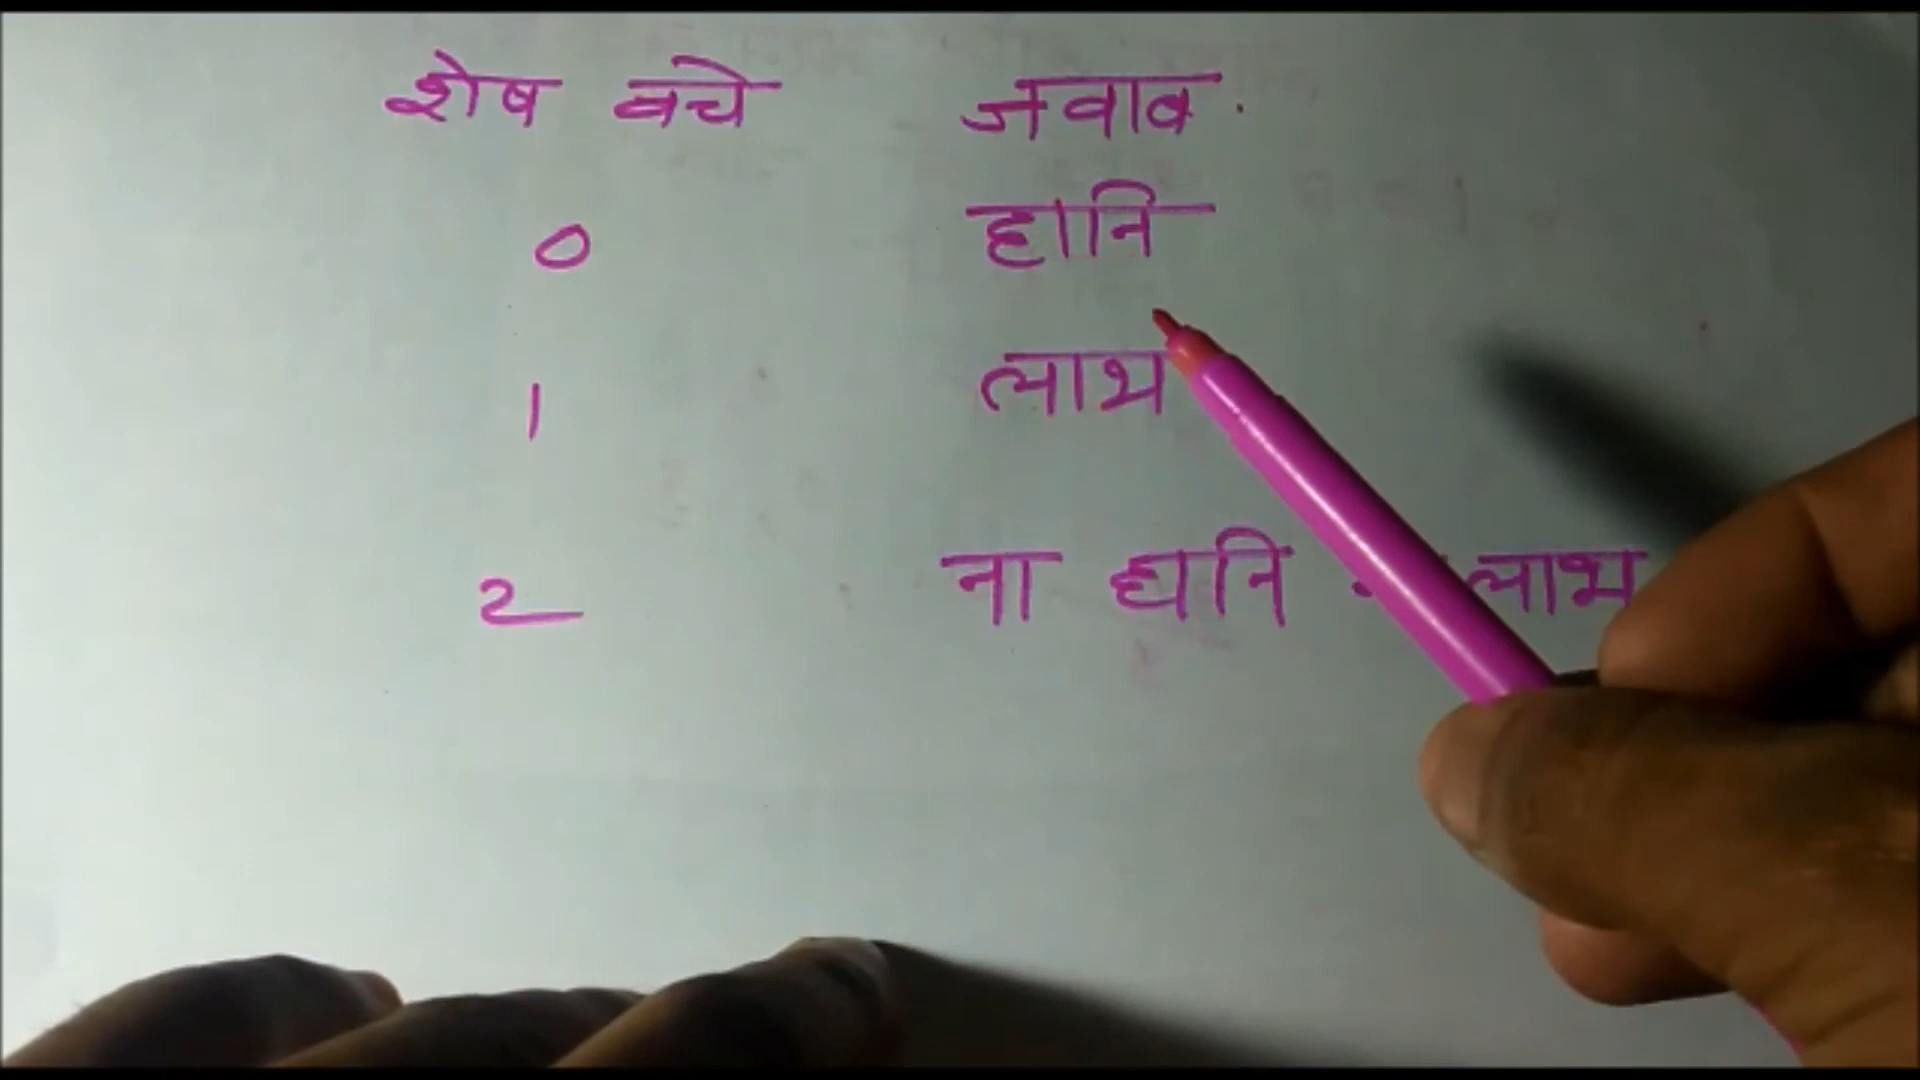 शेष बचे जवाब.
0 हानि
1 लाभ
2 ना हानि लाभ